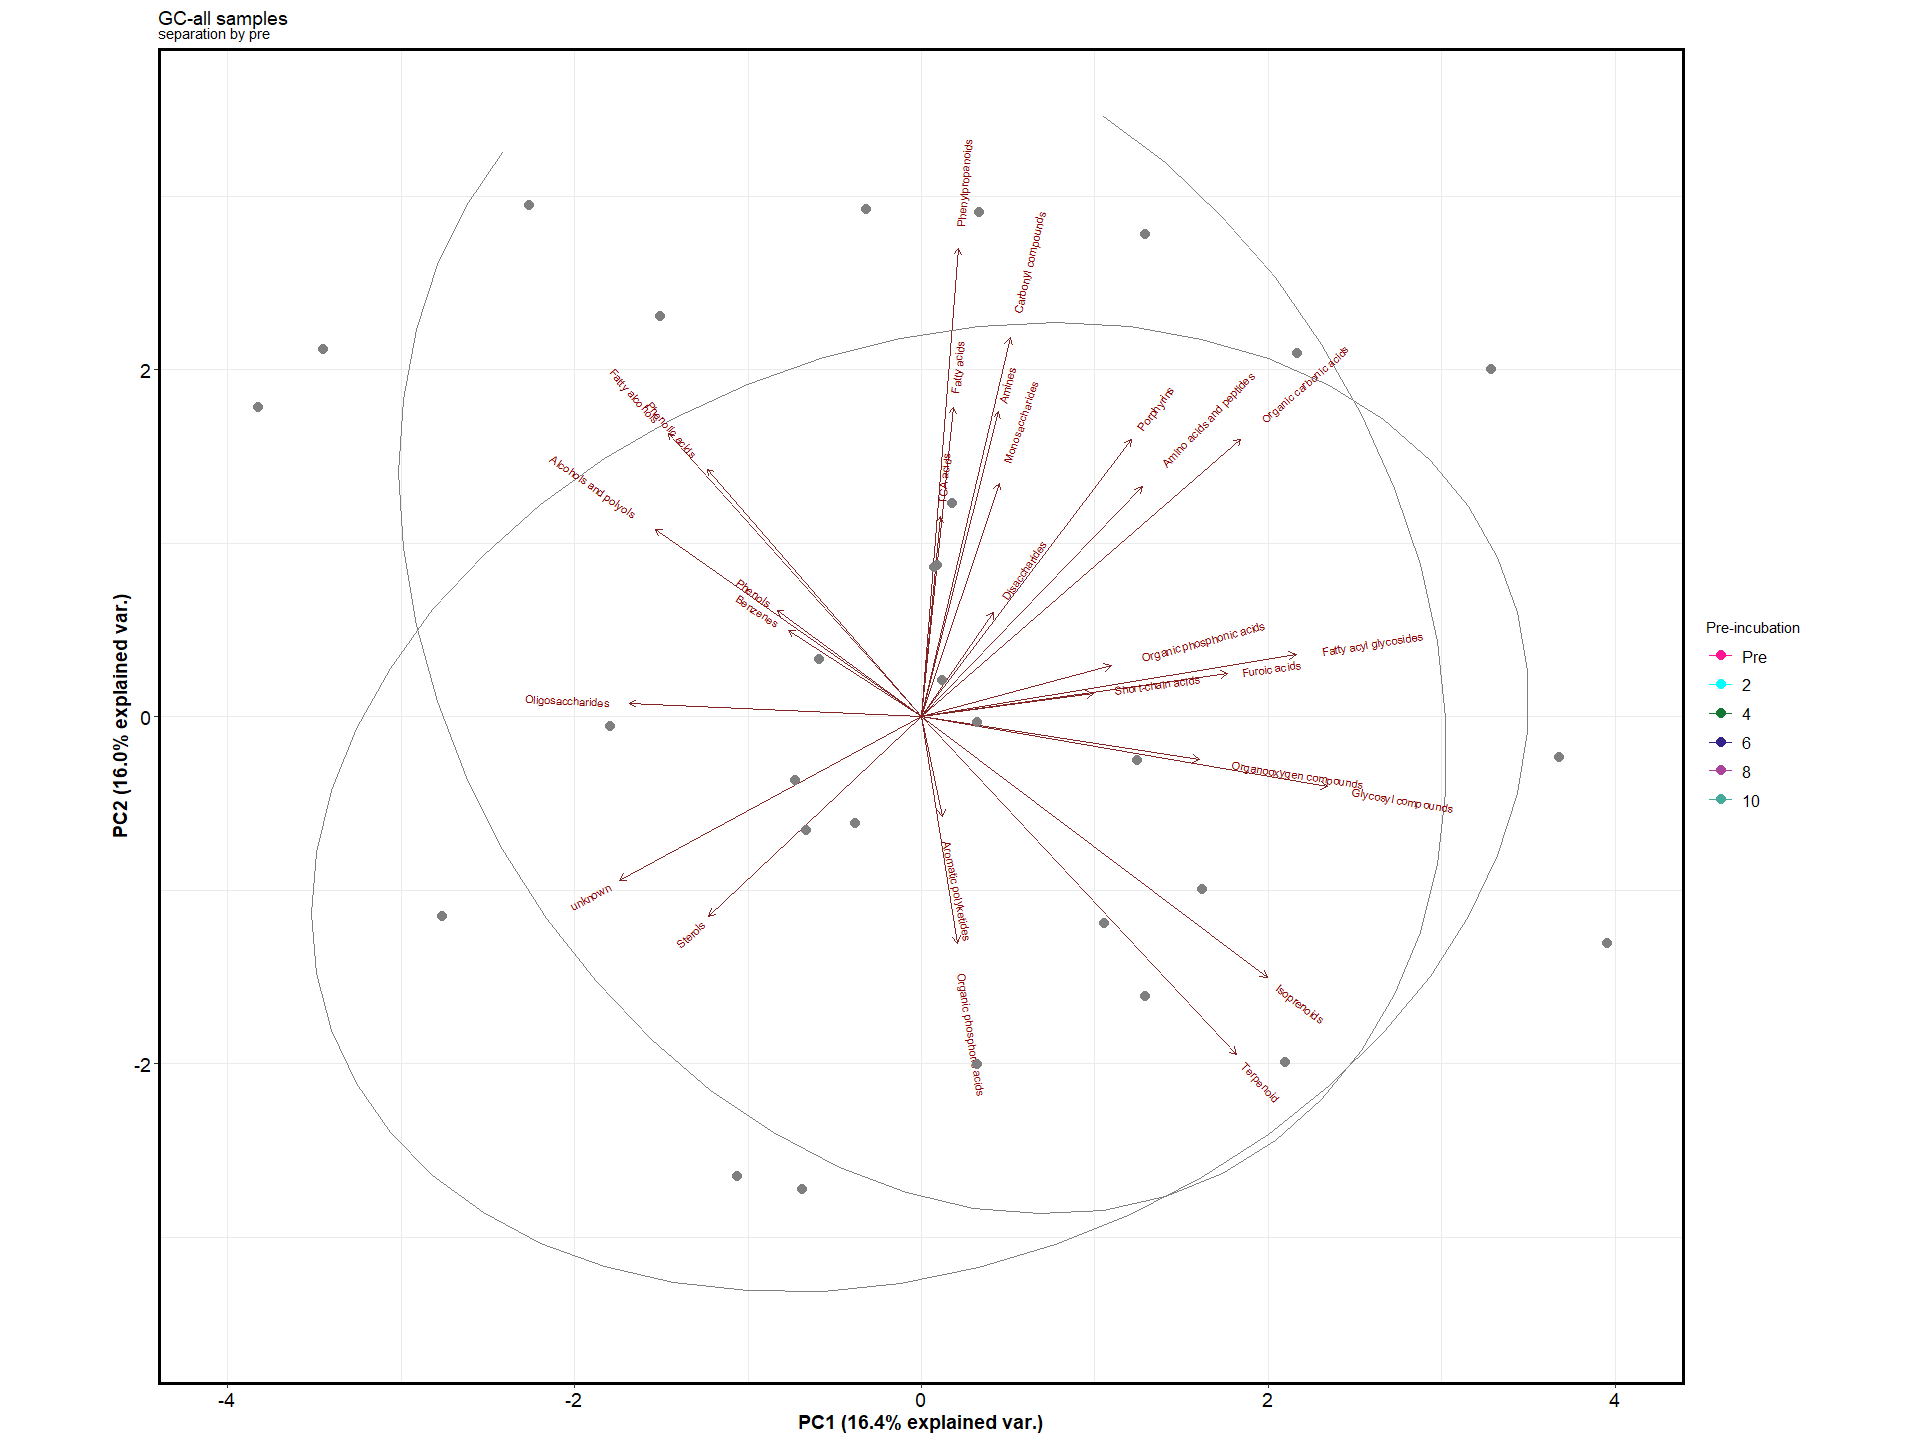 GC-all samples
separation by pre
Phenylpropenoids
Carbonyl compounds
Fatty acids
Amines
Monosaccharides
Porphyrins
Amino acids and peptides
Organic carbonic acids
Fatty alcohols
Phenolic acids
Alcohols and polyols
TCA acids
Disaccharides
Phenols
Benzenes
Organic phosphonic acids
Fatty acyl glycosides
Furoic acids
Short-chain acids
Oligosaccharides
Organooxygen compounds
Glycosyl compounds
Aromatic polyketides
unknown
Sterols
Organic phosphoric acids
Isoprenoids
Terpenoid
2
0
-2
-4
-2
0
2
4
PC1 (16.4% explained var.)
PC2 (16.0% explained var.)
Pre-incubation
Pre
2
4
6
8
10